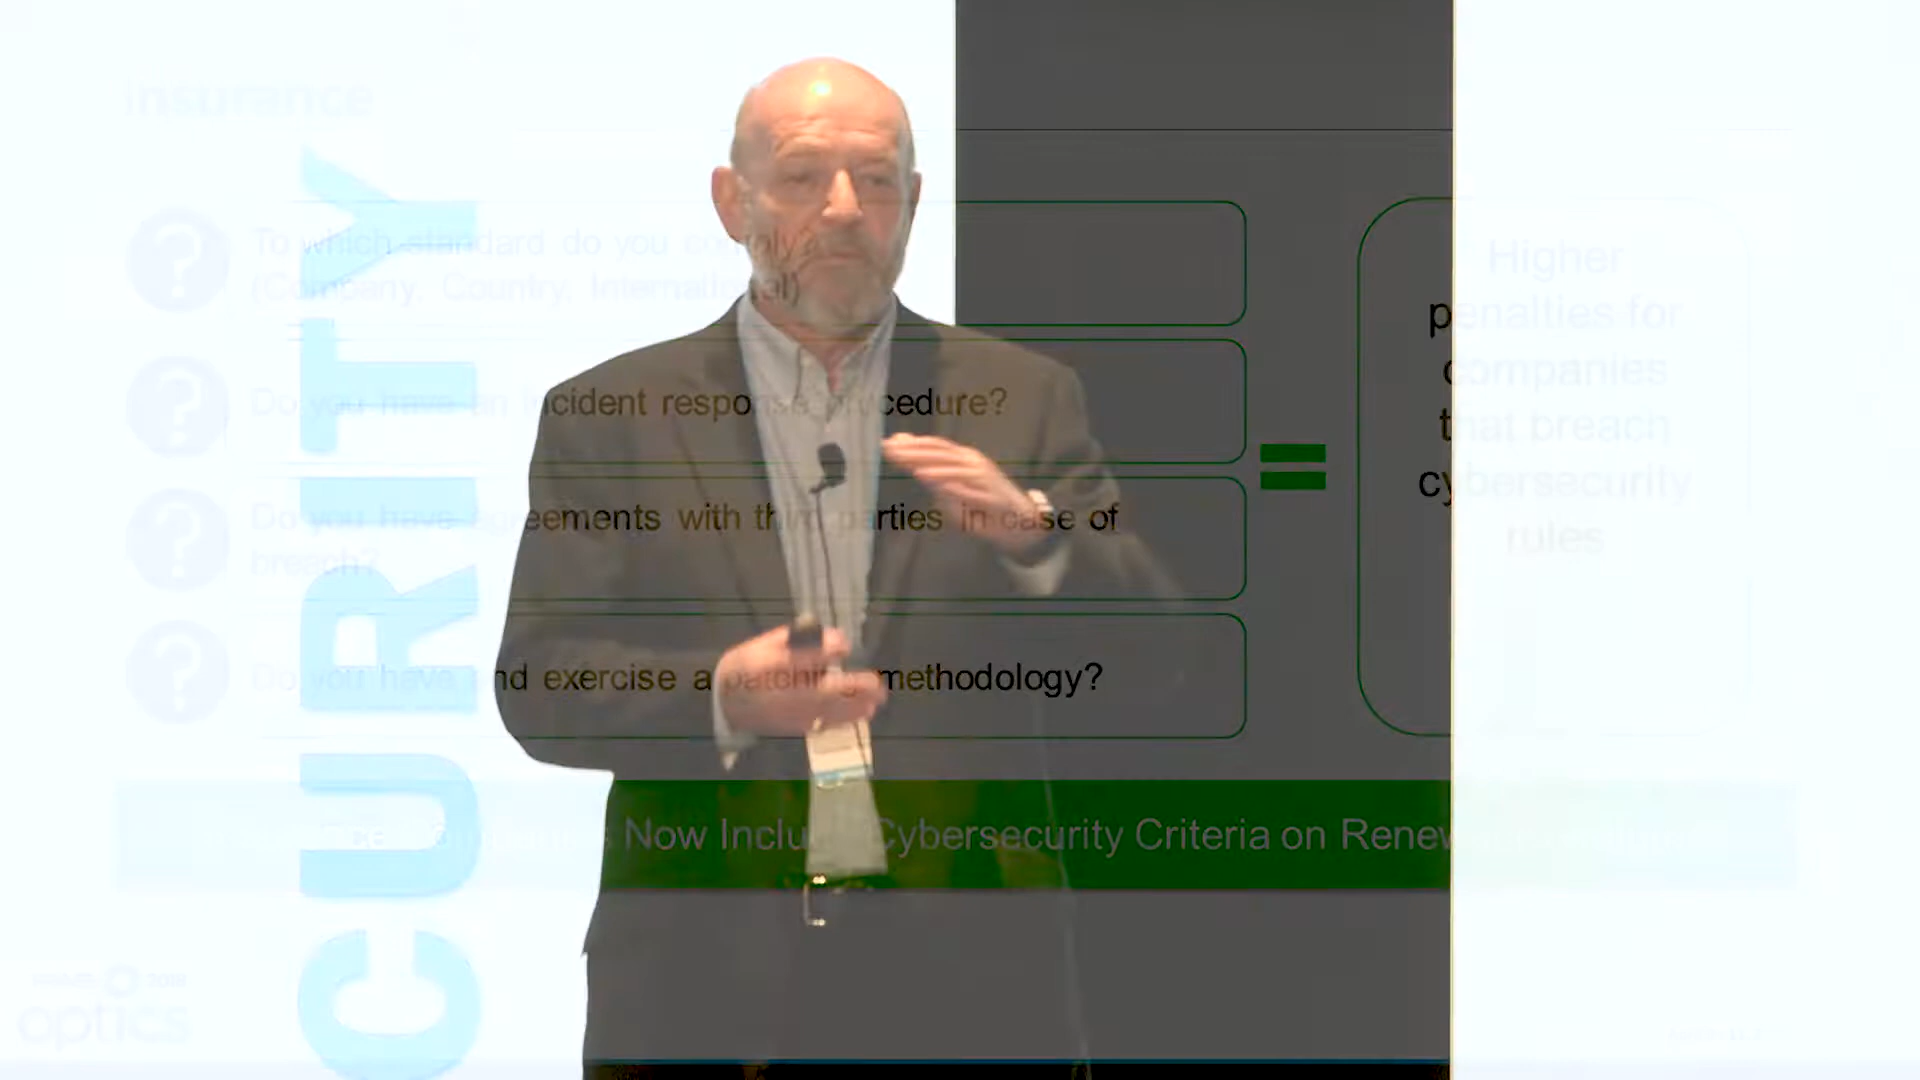 insurance
To which standard do you comply?
(Company, Country, International)
Do you have an incident response procedure?
Do you have agreements with third parties in case of
breach?
Do you have and exercise a patching methodology?
=
Higher
penalties for
companies
that breach
cybersecurity
rules
Now Include Cybersecurity Criteria on
CURITY
2018
optics